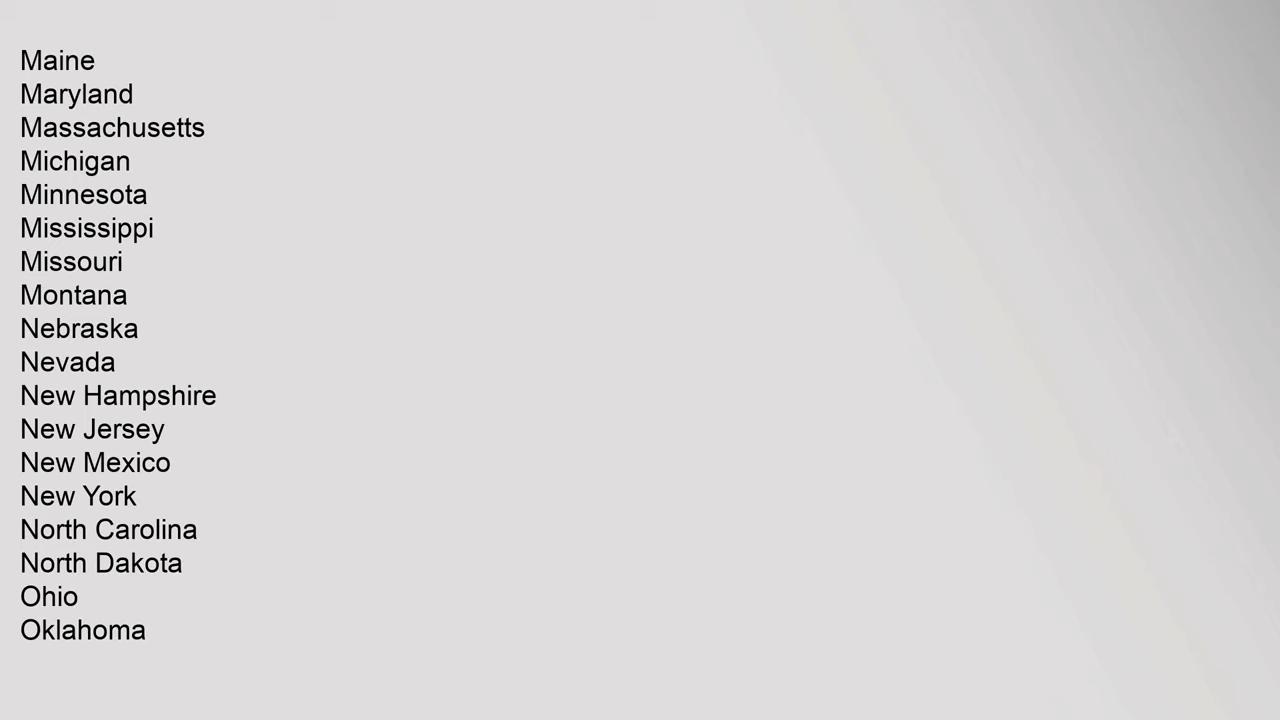 Maine
Maryland
Massachusetts
Michigan
Minnesota
Mississippi
Missouri
Montana
Nebraska
Nevada
New Hampshire
New Jersey
New Mexico
New York
North Carolina
North Dakota
Ohio
Oklahoma